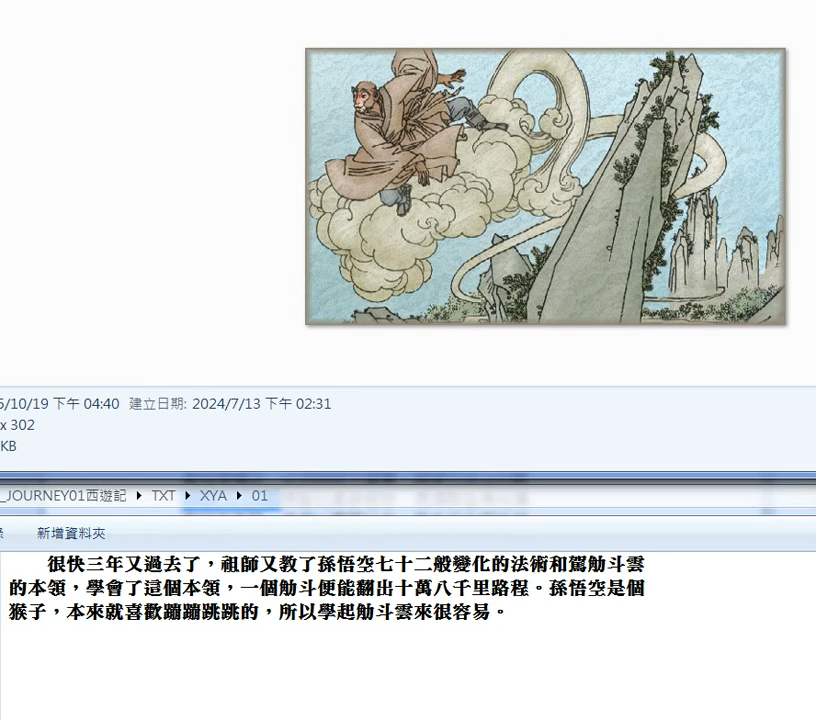 5/10/19 下午 04:40 建立日期: 2024/7/13 下午 02:31
x 302
KB
_JOURNEY01西遊記 TXT XYA 01
新增資料夾
很快三年又過去了，祖師又教了孫悟空七十二般變化的法術和駕觔斗雲
的本領，學會了這個本領，一個觔斗便能翻出十萬八千里路程。孫悟空是個
猴子，本來就喜歡蹦蹦跳跳的，所以學起觔斗雲來很容易。